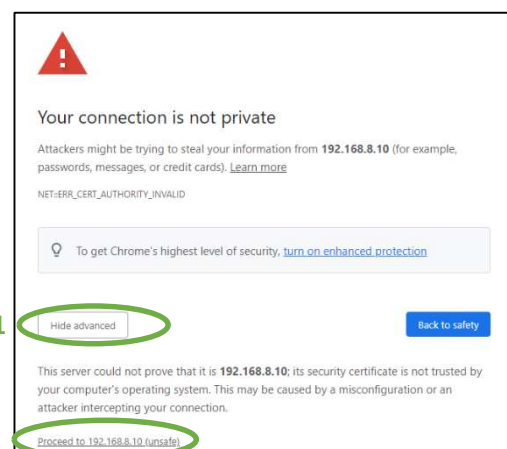 Your connection is not private
Attackers might be trying to steal your information from 192.168.8.10 (for example,
passwords, messages, or credit cards). Learn more
NET::ERR_CERT_AUTHORITY_INVALID
To get Chrome's highest level of security, turn on enhanced protection
1
Hide advanced
Back to safety
This server could not prove that it is 192.168.8.10; its security certificate is not trusted by
your computer's operating system. This may be caused by a misconfiguration or an
attacker intercepting your connection.
Proceed to 192.168.8.10 (unsafe)